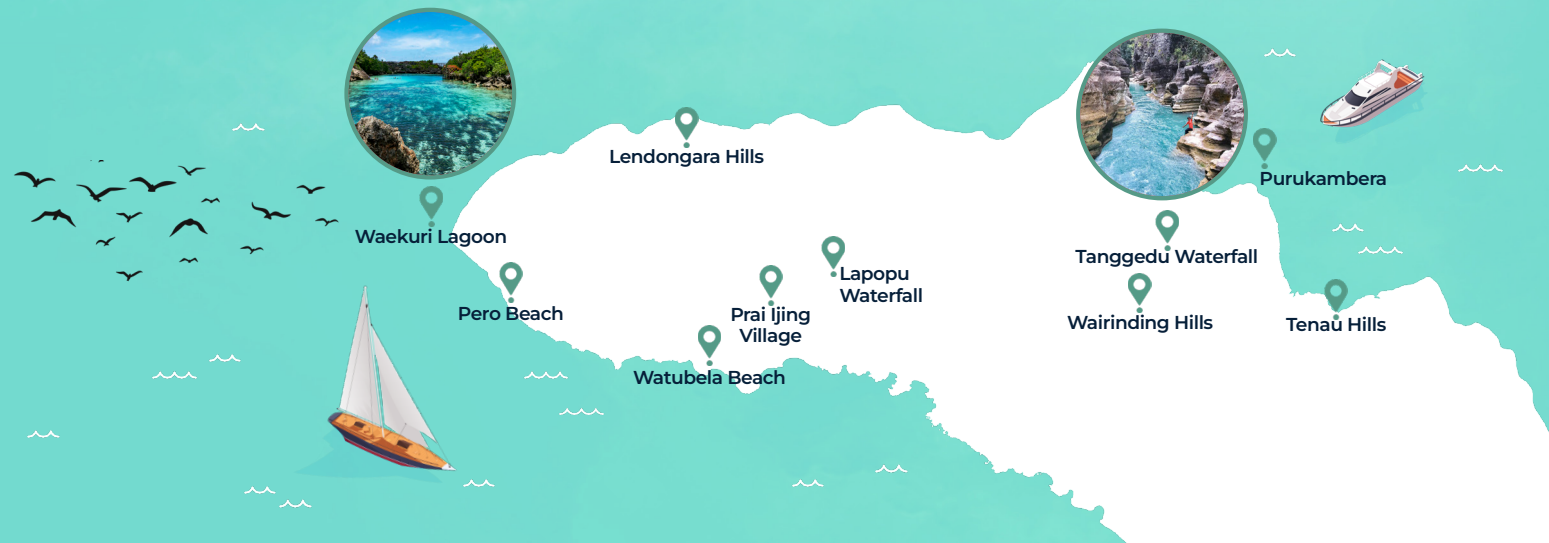 Lendongara Hills
Purukambera
Waekuri Lagoon
Tanggedu Waterfall
Lapopu
Waterfall
Pero Beach
Prai Ijing
Village
Wairinding Hills
Tenau Hills
Watubela Beach